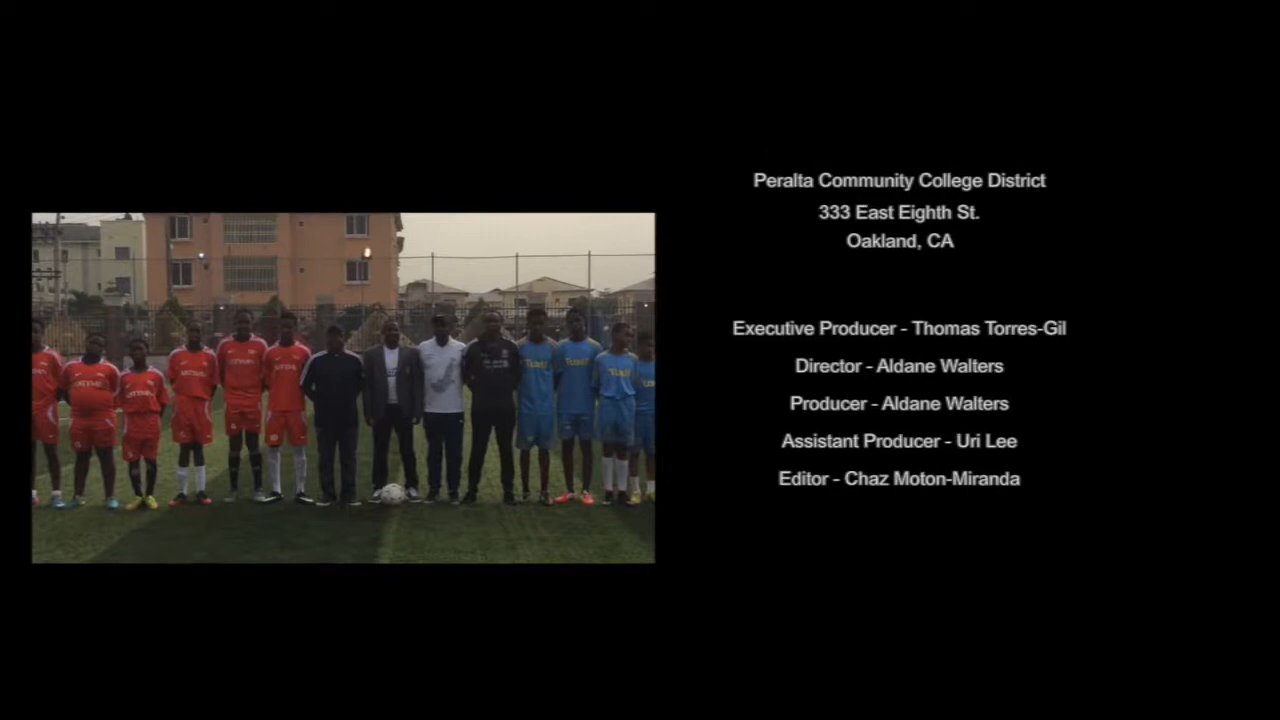 Peralta Community College District
333 East Eighth St.
Oakland, CA
Executive Producer - Thomas Torres-Gil
Director - Aldane Walters
Producer - Aldane Walters
Assistant Producer - Uri Lee
Editor - Chaz Moton-Miranda